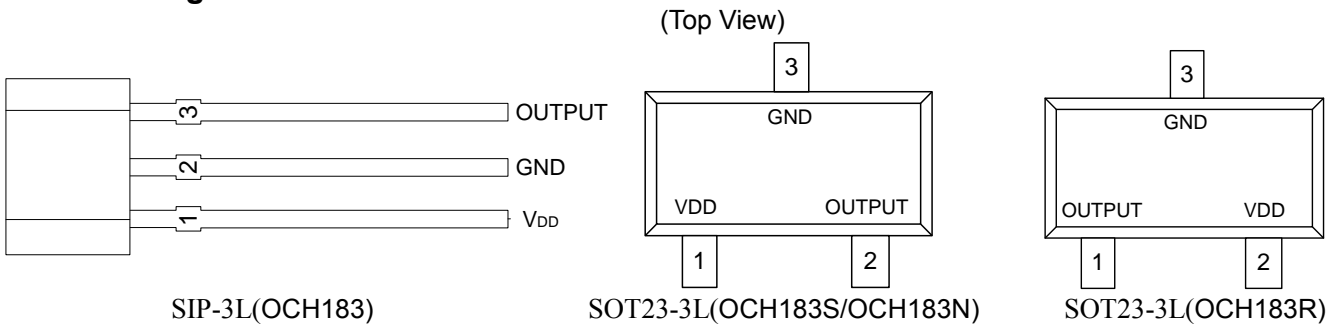 (Top View)
3 OUTPUT
2 GND
1 VDD
3
GND
VDD OUTPUT
1 2
3
GND
OUTPUT VDD
1 2
SIP-3L(OCH183)
SOT23-3L(OCH183S/OCH183N)
SOT23-3L(OCH183R)